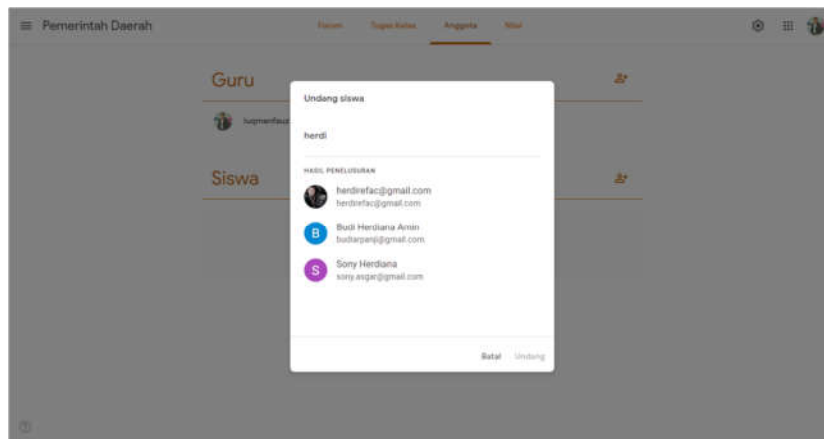 Pemerintah Daerah
Forum Tugas Kelas Anggota Nilai
Guru
luqmanfauz
Siswa
Undang siswa
herdi
HASIL PENELUSURAN
herdirefac@gmail.com
herdirefac@gmail.com
B
Budi Herdiana Amin
budiarpanji@gmail.com
S
Sony Herdiana
sony.asgar@gmail.com
Batal Undang